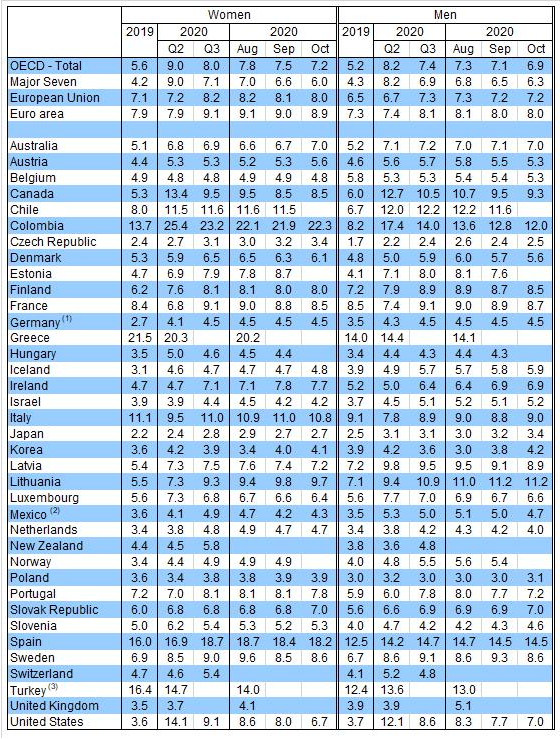 Women Men
2019 2020 2020 2019 2020 2020
Q2 Q3 Aug Sep Oct Q2 Q3 Aug Sep Oct
OECD - Total 5.6 9.0 8.0 7.8 7.5 7.2 5.2 8.2 7.4 7.3 7.1 6.9
Major Seven 4.2 9.0 7.1 7.0 6.6 6.0 4.3 8.2 6.9 6.8 6.5 6.3
European Union 7.1 7.2 8.2 8.2 8.1 8.0 6.5 6.7 7.3 7.3 7.2 7.2
Euro area 7.9 7.9 9.1 9.1 9.0 8.9 7.3 7.4 8.1 8.1 8.0 8.0
Australia 5.1 6.8 6.9 6.6 6.7 7.0 5.2 7.1 7.2 7.0 7.1 7.0
Austria 4.4 5.3 5.3 5.2 5.3 5.6 4.6 5.6 5.7 5.8 5.5 5.3
Belgium 4.9 4.8 4.8 4.9 4.9 4.8 5.8 5.3 5.3 5.4 5.4 5.3
Canada 5.3 13.4 9.5 9.5 8.5 8.5 6.0 12.7 10.5 10.7 9.5 9.3
Chile 8.0 11.5 11.6 11.6 11.5 6.7 12.0 12.2 12.2 11.6
Colombia 13.7 25.4 23.2 22.1 21.9 22.3 8.2 17.4 14.0 13.6 12.8 12.0
Czech Republic 2.4 2.7 3.1 3.0 3.2 3.4 1.7 2.2 2.4 2.6 2.4 2.5
Denmark 5.3 5.9 6.5 6.5 6.3 6.1 4.8 5.0 5.9 6.0 5.7 5.6
Estonia 4.7 6.9 7.9 7.8 8.7 4.1 7.1 8.0 8.1 7.6
Finland 6.2 7.6 8.1 8.1 8.0 8.0 7.2 7.9 8.9 8.9 8.7 8.5
France 8.4 6.8 9.1 9.0 8.8 8.5 8.5 7.4 9.1 9.0 8.9 8.7
Germany (1) 2.7 4.1 4.5 4.5 4.5 4.5 3.5 4.3 4.5 4.5 4.5 4.5
Greece 21.5 20.3 20.2 14.0 14.4 14.1
Hungary 3.5 5.0 4.6 4.5 4.4 3.4 4.4 4.3 4.4 4.3
Iceland 3.1 4.6 4.7 4.7 4.7 4.8 3.9 4.9 5.7 5.7 5.8 5.9
Ireland 4.7 4.7 7.1 7.1 7.8 7.7 5.2 5.0 6.4 6.4 6.9 6.9
Israel 3.9 3.9 4.4 4.5 4.2 4.2 3.7 4.5 5.1 5.2 5.1 5.2
Italy 11.1 9.5 11.0 10.9 11.0 10.8 9.1 7.8 8.9 9.0 8.8 9.0
Japan 2.2 2.4 2.8 2.9 2.7 2.7 2.5 3.1 3.1 3.0 3.2 3.4
Korea 3.6 4.2 3.9 3.4 4.0 4.1 3.9 4.2 3.6 3.0 3.8 4.2
Latvia 5.4 7.3 7.5 7.6 7.4 7.2 7.2 9.8 9.5 9.5 9.1 8.9
Lithuania 5.5 7.3 9.3 9.4 9.8 9.7 7.1 9.4 10.9 11.0 11.2 11.2
Luxembourg 5.6 7.3 6.8 6.7 6.6 6.4 5.6 7.7 7.0 6.9 6.7 6.6
Mexico (2) 3.6 4.1 4.9 4.7 4.2 4.3 3.5 5.3 5.0 5.1 5.0 4.7
Netherlands 3.4 3.8 4.8 4.9 4.7 4.7 3.4 3.8 4.2 4.3 4.2 4.0
New Zealand 4.4 4.5 5.8 3.8 3.6 4.8
Norway 3.4 4.4 4.9 4.9 4.9 4.0 4.8 5.5 5.6 5.4
Poland 3.6 3.4 3.8 3.8 3.9 3.9 3.0 3.2 3.0 3.0 3.0 3.1
Portugal 7.2 7.0 8.1 8.1 8.1 7.8 5.9 6.0 7.8 8.0 7.7 7.2
Slovak Republic 6.0 6.8 6.8 6.8 6.8 7.0 5.6 6.6 6.9 6.9 6.9 7.0
Slovenia 5.0 6.2 5.4 5.3 5.2 5.3 4.0 4.7 4.2 4.2 4.3 4.6
Spain 16.0 16.9 18.7 18.7 18.4 18.2 12.5 14.2 14.7 14.7 14.5 14.5
Sweden 6.9 8.5 9.0 9.6 8.5 8.6 6.7 8.6 9.1 8.6 9.3 8.6
Switzerland 4.7 4.6 5.4 4.1 5.2 4.8
Turkey (3) 16.4 14.7 14.0 12.4 13.6 13.0
United Kingdom 3.5 3.7 4.1 3.9 3.9 5.1
United States 3.6 14.1 9.1 8.6 8.0 6.7 3.7 12.1 8.6 8.3 7.7 7.0